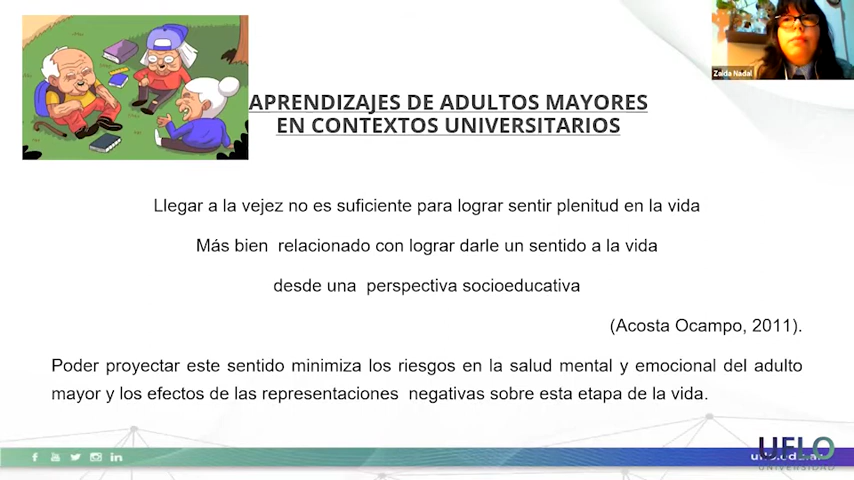 Zaida Nadal
APRENDIZAJES DE ADULTOS MAYORES
EN CONTEXTOS UNIVERSITARIOS
Llegar a la vejez no es suficiente para lograr sentir plenitud en la vida
Más bien relacionado con lograr darle un sentido a la vida
desde una perspectiva socioeducativa
(Acosta Ocampo, 2011).
Poder proyectar este sentido minimiza los riesgos en la salud mental y emocional del adulto
mayor y los efectos de las representaciones negativas sobre esta etapa de la vida.
UFLO
UNIVERSIDAD